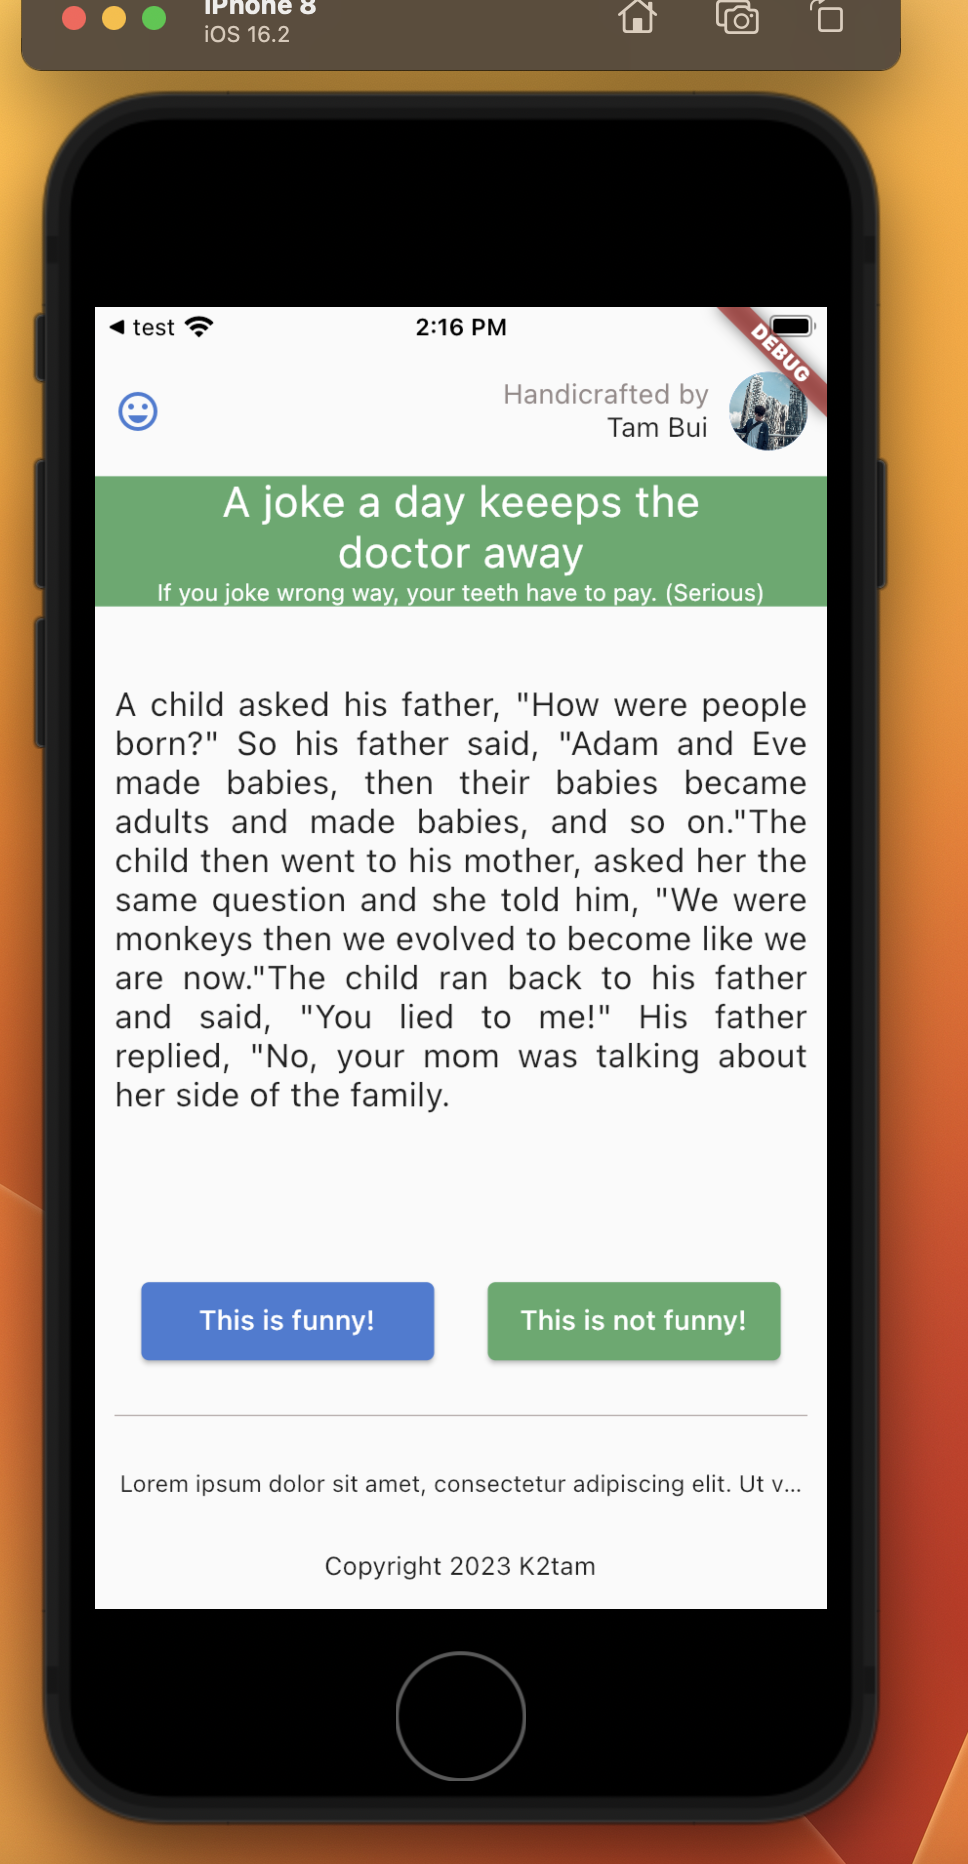 iPhone 8
iOS 16.2
◀ test
2:16 PM
DEBUG
Handicrafted by
Tam Bui
A joke a day keeeps the
doctor away
If you joke wrong way, your teeth have to pay. (Serious)
A child asked his father, "How were people
born?" So his father said, "Adam and Eve
made babies, then their babies became
adults and made babies, and so on."The
child then went to his mother, asked her the
same question and she told him, "We were
monkeys then we evolved to become like we
are now."The child ran back to his father
and said, "You lied to me!" His father
replied, "No, your mom was talking about
her side of the family.
This is funny!
This is not funny!
Lorem ipsum dolor sit amet, consectetur adipiscing elit. Ut v...
Copyright 2023 K2tam